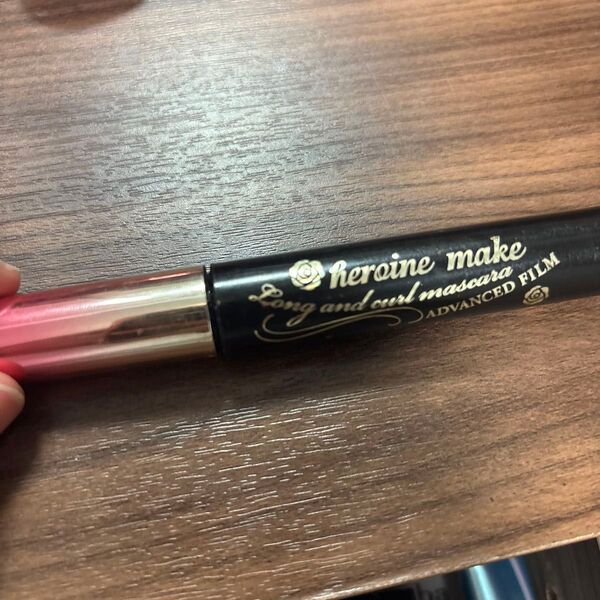 heroine make
Long and curl mascara
ADVANCED FILM